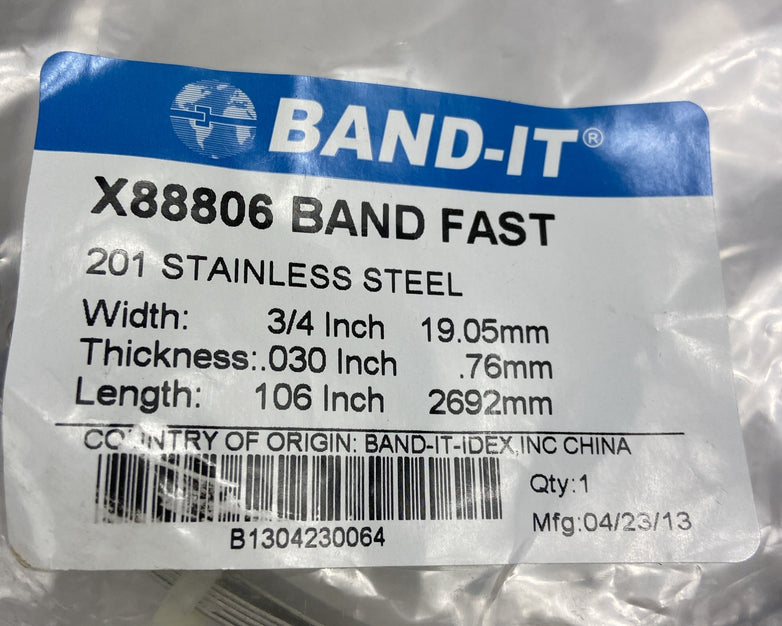 BAND-IT®
X88806 BAND FAST
201 STAINLESS STEEL
Width: 3/4 Inch 19.05mm
Thickness:.030 Inch .76mm
Length: 106 Inch 2692mm
COUNTRY OF ORIGIN: BAND-IT-IDEX,INC CHINA
Qty:1
Mfg:04/23/13
B1304230064